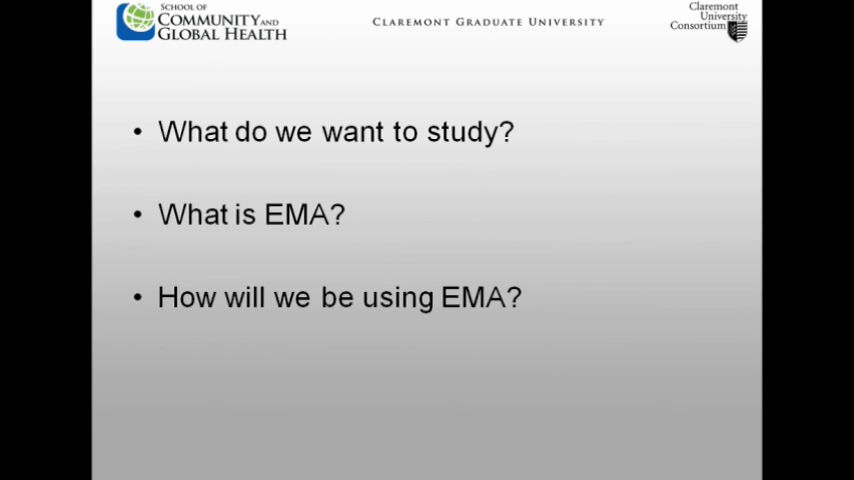 SCHOOL OF
COMMUNITY AND
GLOBAL HEALTH
CLAREMONT GRADUATE UNIVERSITY
Claremont
University
Consortium
• What do we want to study?
• What is EMA?
• How will we be using EMA?